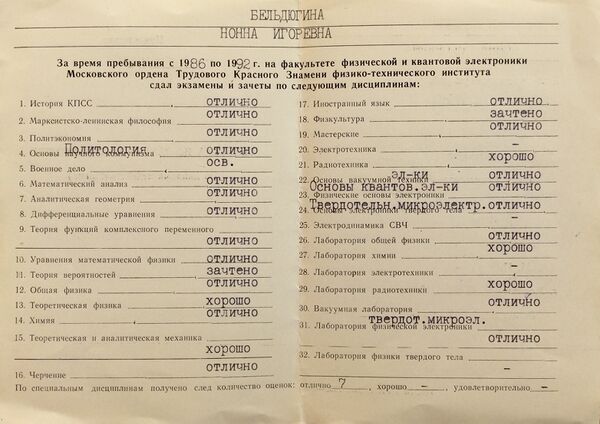 БЕЛЬДЮГИНА
НОННА ИГОРЕВНА
За время пребывания с 1986 по 1992 г. на факультете физической и квантовой электроники
Московского ордена Трудового Красного Знамени физико-технического института
сдал экзамены и зачеты по следующим дисциплинам:
1. История КПСС отлично
2. Марксистско-ленинская философия отлично
3. Политэкономия отлично
Политология
4. Основы научного коммунизма отлично
5. Военное дело осв.
6. Математический анализ отлично
7. Аналитическая геометрия отлично
8. Дифференциальные уравнения отлично
9. Теория функций комплексного переменного
отлично
10. Уравнения математической физики отлично
11. Теория вероятностей зачтено
12. Общая физика отлично
13. Теоретическая физика хорошо
14. Химия отлично
15. Теоретическая и аналитическая механика
хорошо
16. Черчение отлично
17. Иностранный язык отлично
18. Физкультура зачтено
19. Мастерские отлично
20. Электротехника –
21. Радиотехника хорошо
эл-ки
22. Основы вакуумной техники отлично
Основы квантов.эл-ки
23. Физические основы электроники отлично
Твердотельн.микроэлектр.
24. Основы электроники твердого тела отлично
25. Электродинамика СВЧ –
26. Лаборатория общей физики отлично
27. Лаборатория химии хорошо
28. Лаборатория электротехники –
29. Лаборатория радиотехники хорошо
30. Вакуумная лаборатория отлично
твердот.микроэл.
31. Лаборатория физической электроники
отлично
32. Лаборатория физики твердого тела –
По специальным дисциплинам получено след количество оценок: отлично 7, хорошо –, удовлетворительно –